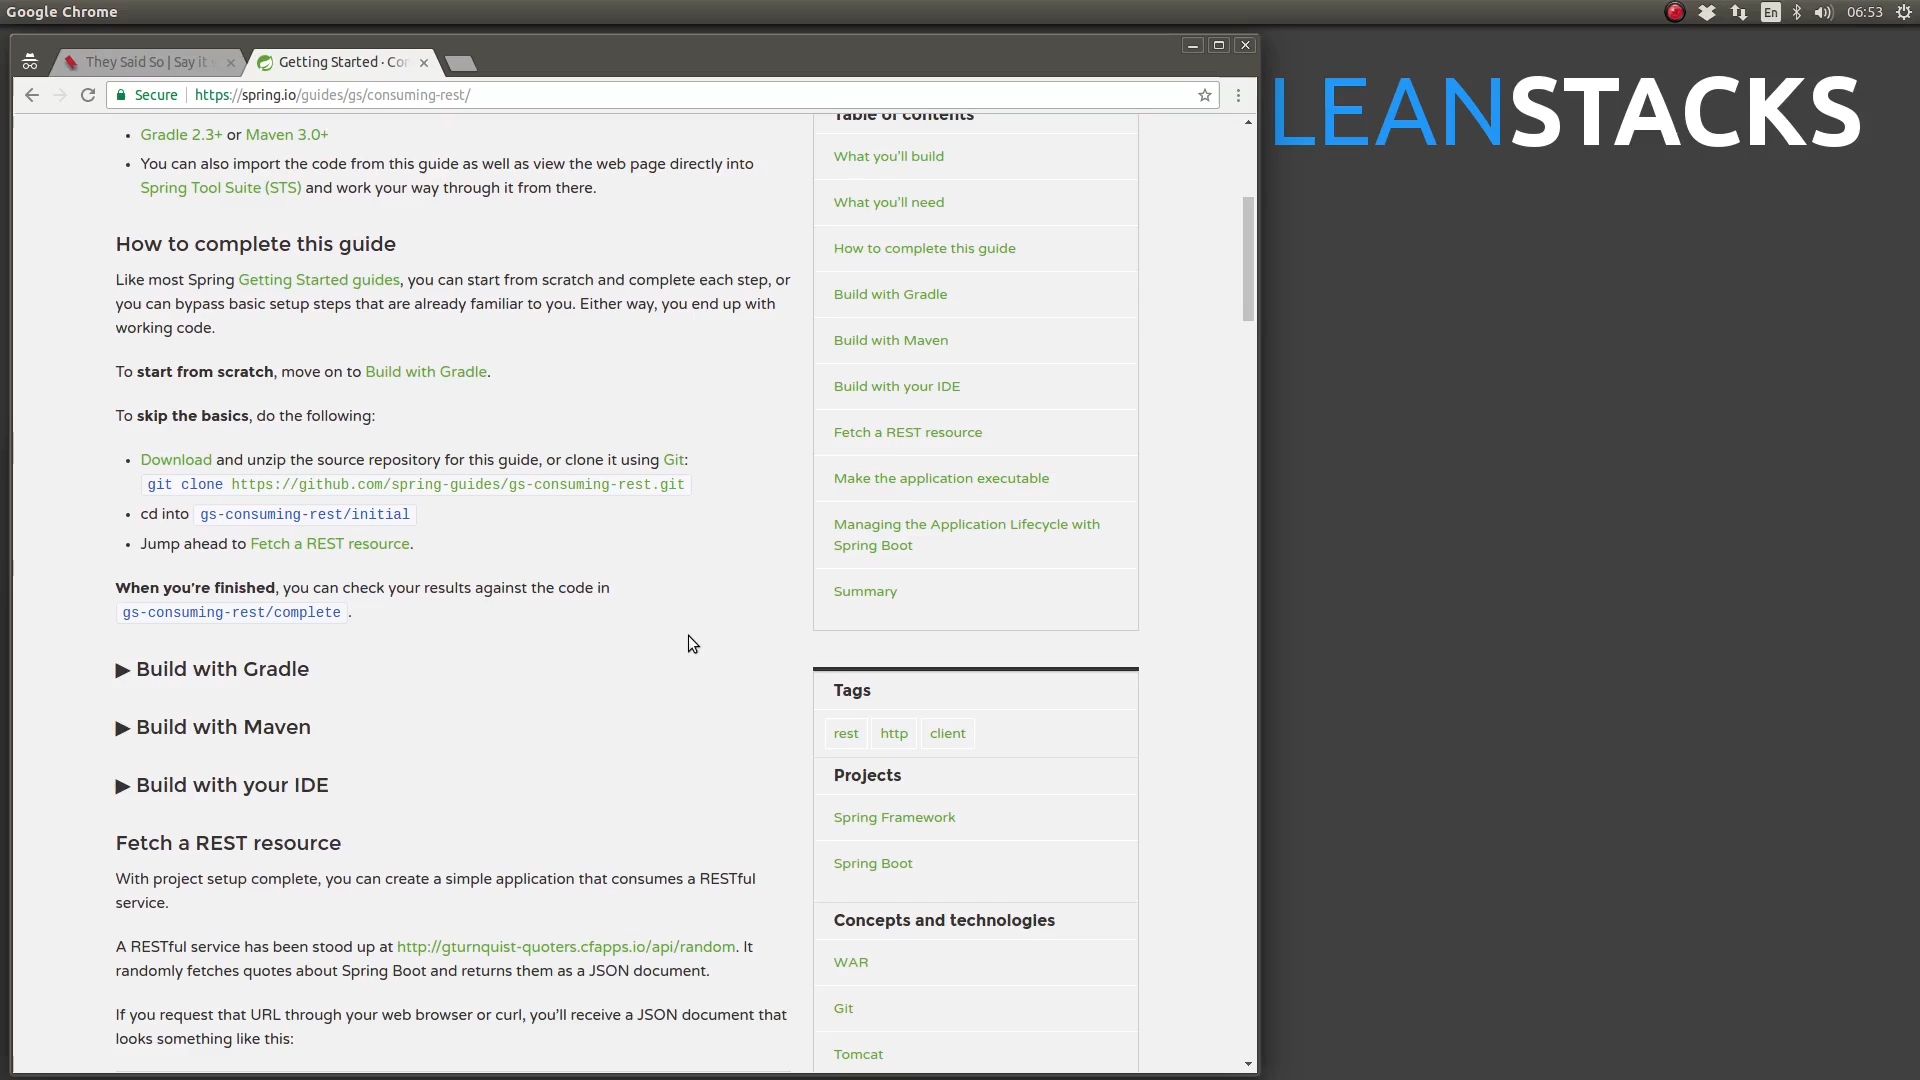 Google Chrome
En
06:53
They Said So | Say it
Getting Started · Co
Secure
https://spring.io/guides/gs/consuming-rest/
LEANSTACKS
Gradle 2.3+ or Maven 3.0+
You can also import the code from this guide as well as view the web page directly into
Spring Tool Suite (STS) and work your way through it from there.
How to complete this guide
Like most Spring Getting Started guides, you can start from scratch and complete each step, or
you can bypass basic setup steps that are already familiar to you. Either way, you end up with
working code.
To start from scratch, move on to Build with Gradle.
To skip the basics, do the following:
Download and unzip the source repository for this guide, or clone it using Git:
git clone https://github.com/spring-guides/gs-consuming-rest.git
cd into gs-consuming-rest/initial
Jump ahead to Fetch a REST resource.
When you’re finished, you can check your results against the code in
gs-consuming-rest/complete.
Build with Gradle
Build with Maven
Build with your IDE
Fetch a REST resource
With project setup complete, you can create a simple application that consumes a RESTful
service.
A RESTful service has been stood up at http://gturnquist-quoters.cfapps.io/api/random. It
randomly fetches quotes about Spring Boot and returns them as a JSON document.
If you request that URL through your web browser or curl, you’ll receive a JSON document that
looks something like this:
Table of contents
What you'll build
What you'll need
How to complete this guide
Build with Gradle
Build with Maven
Build with your IDE
Fetch a REST resource
Make the application executable
Managing the Application Lifecycle with
Spring Boot
Summary
Tags
rest http client
Projects
Spring Framework
Spring Boot
Concepts and technologies
WAR
Git
Tomcat